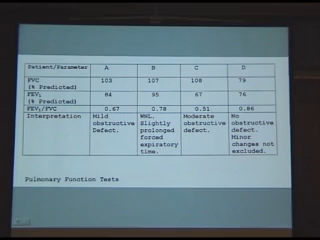 Patient/Parameter A B C D
FVC (% Predicted) 103 107 108 79
FEV₁ (% Predicted) 84 95 67 76
FEV₁/FVC 0.67 0.78 0.51 0.86
Interpretation Mild obstructive Defect. WNL. Slightly prolonged forced expiratory time. Moderate obstructive defect. No obstructive defect. Minor changes not excluded.
Pulmonary Function Tests